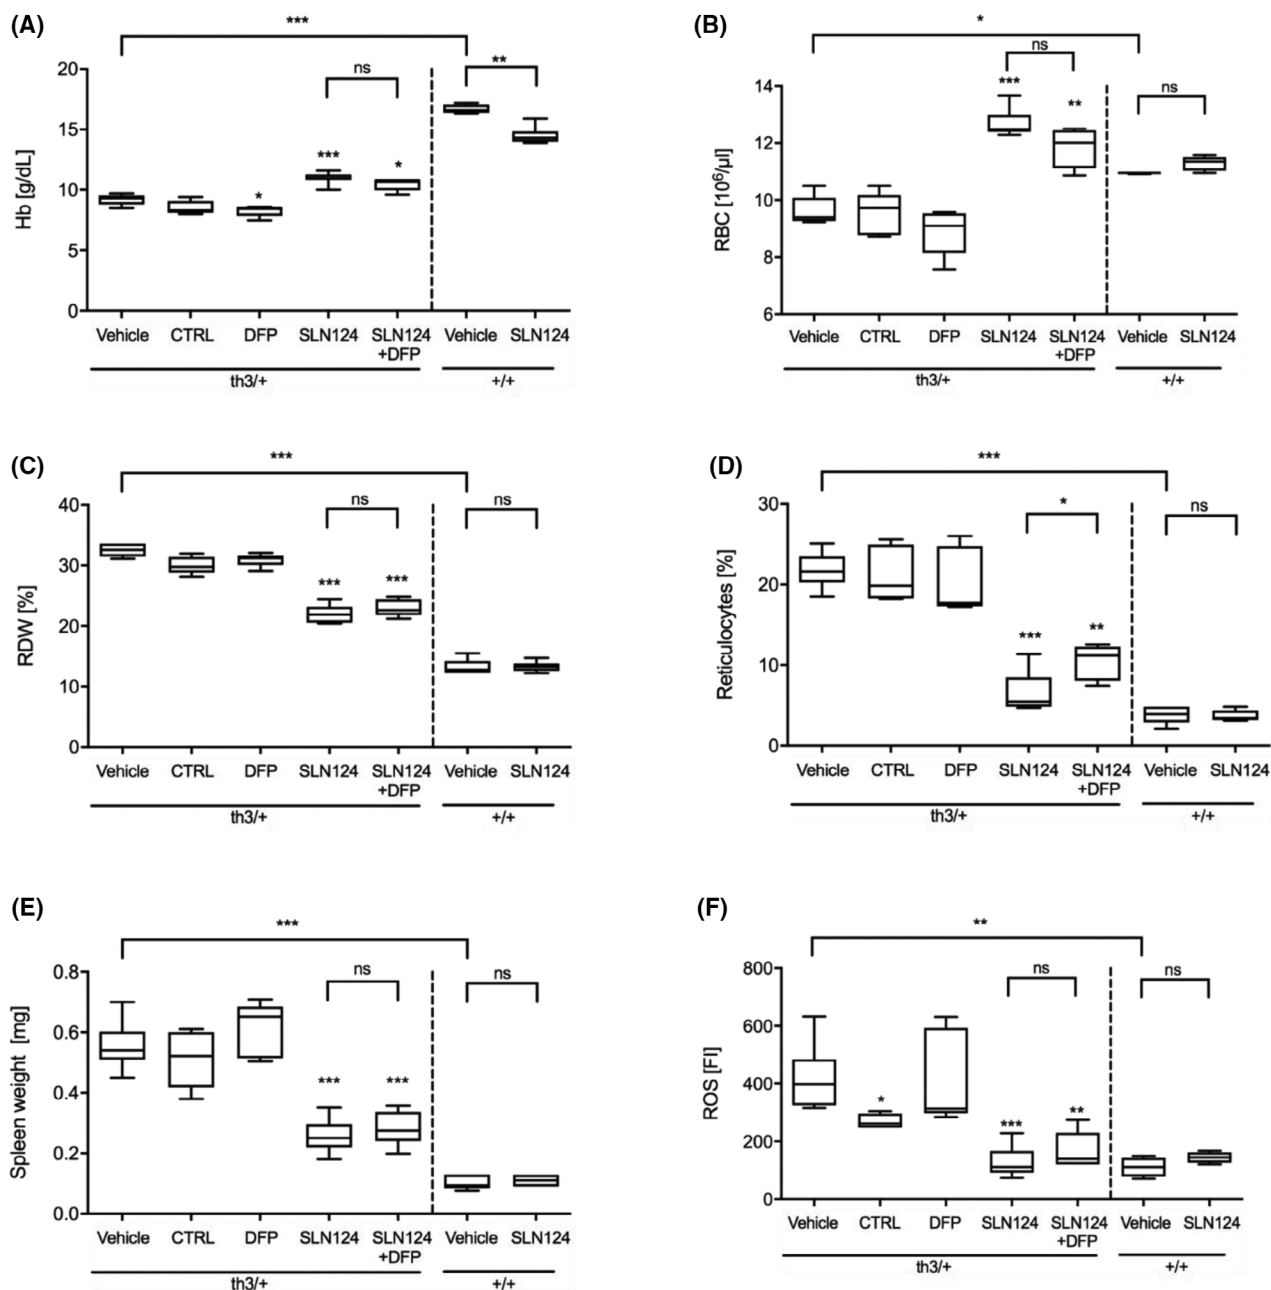 (A)
***
ns
**
20
15
10
5
0
Hb [g/dL]
*
***
*
Vehicle CTRL DFP SLN124 SLN124 Vehicle SLN124
+DFP
th3/+ +/+
(B)
*
ns
ns
14
12
10
8
6
RBC [10⁶/µl]
***
**
Vehicle CTRL DFP SLN124 SLN124 Vehicle SLN124
+DFP
th3/+ +/+
(C)
***
ns
ns
40
30
20
10
0
RDW [%]
*** ***
Vehicle CTRL DFP SLN124 SLN124 Vehicle SLN124
+DFP
th3/+ +/+
(D)
***
*
ns
30
20
10
0
Reticulocytes [%]
***
**
Vehicle CTRL DFP SLN124 SLN124 Vehicle SLN124
+DFP
th3/+ +/+
(E)
***
ns
ns
0.8
0.6
0.4
0.2
0.0
Spleen weight [mg]
*** ***
Vehicle CTRL DFP SLN124 SLN124 Vehicle SLN124
+DFP
th3/+ +/+
(F)
**
ns
ns
800
600
400
200
0
ROS [FI]
*
***
**
Vehicle CTRL DFP SLN124 SLN124 Vehicle SLN124
+DFP
th3/+ +/+